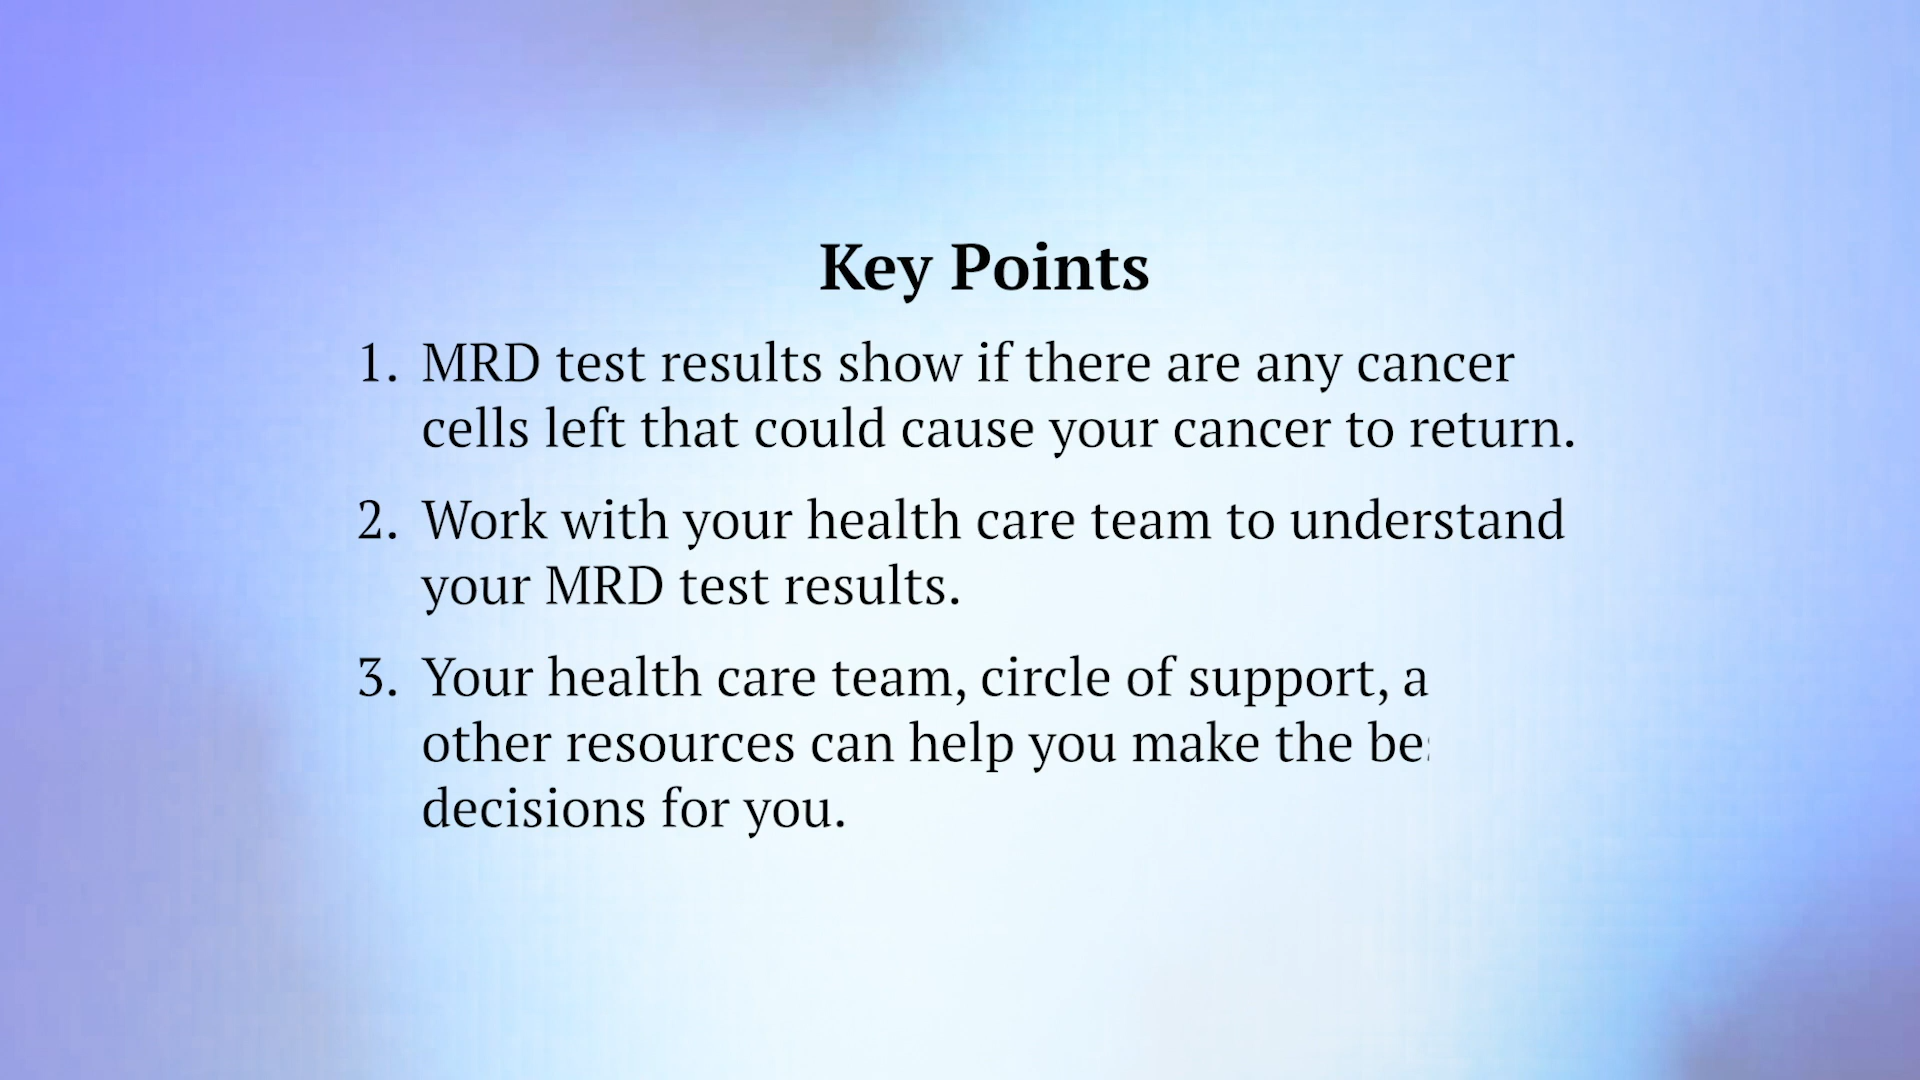 Key Points
1. MRD test results show if there are any cancer
cells left that could cause your cancer to return.
2. Work with your health care team to understand
your MRD test results.
3. Your health care team, circle of support, a
other resources can help you make the be
decisions for you.